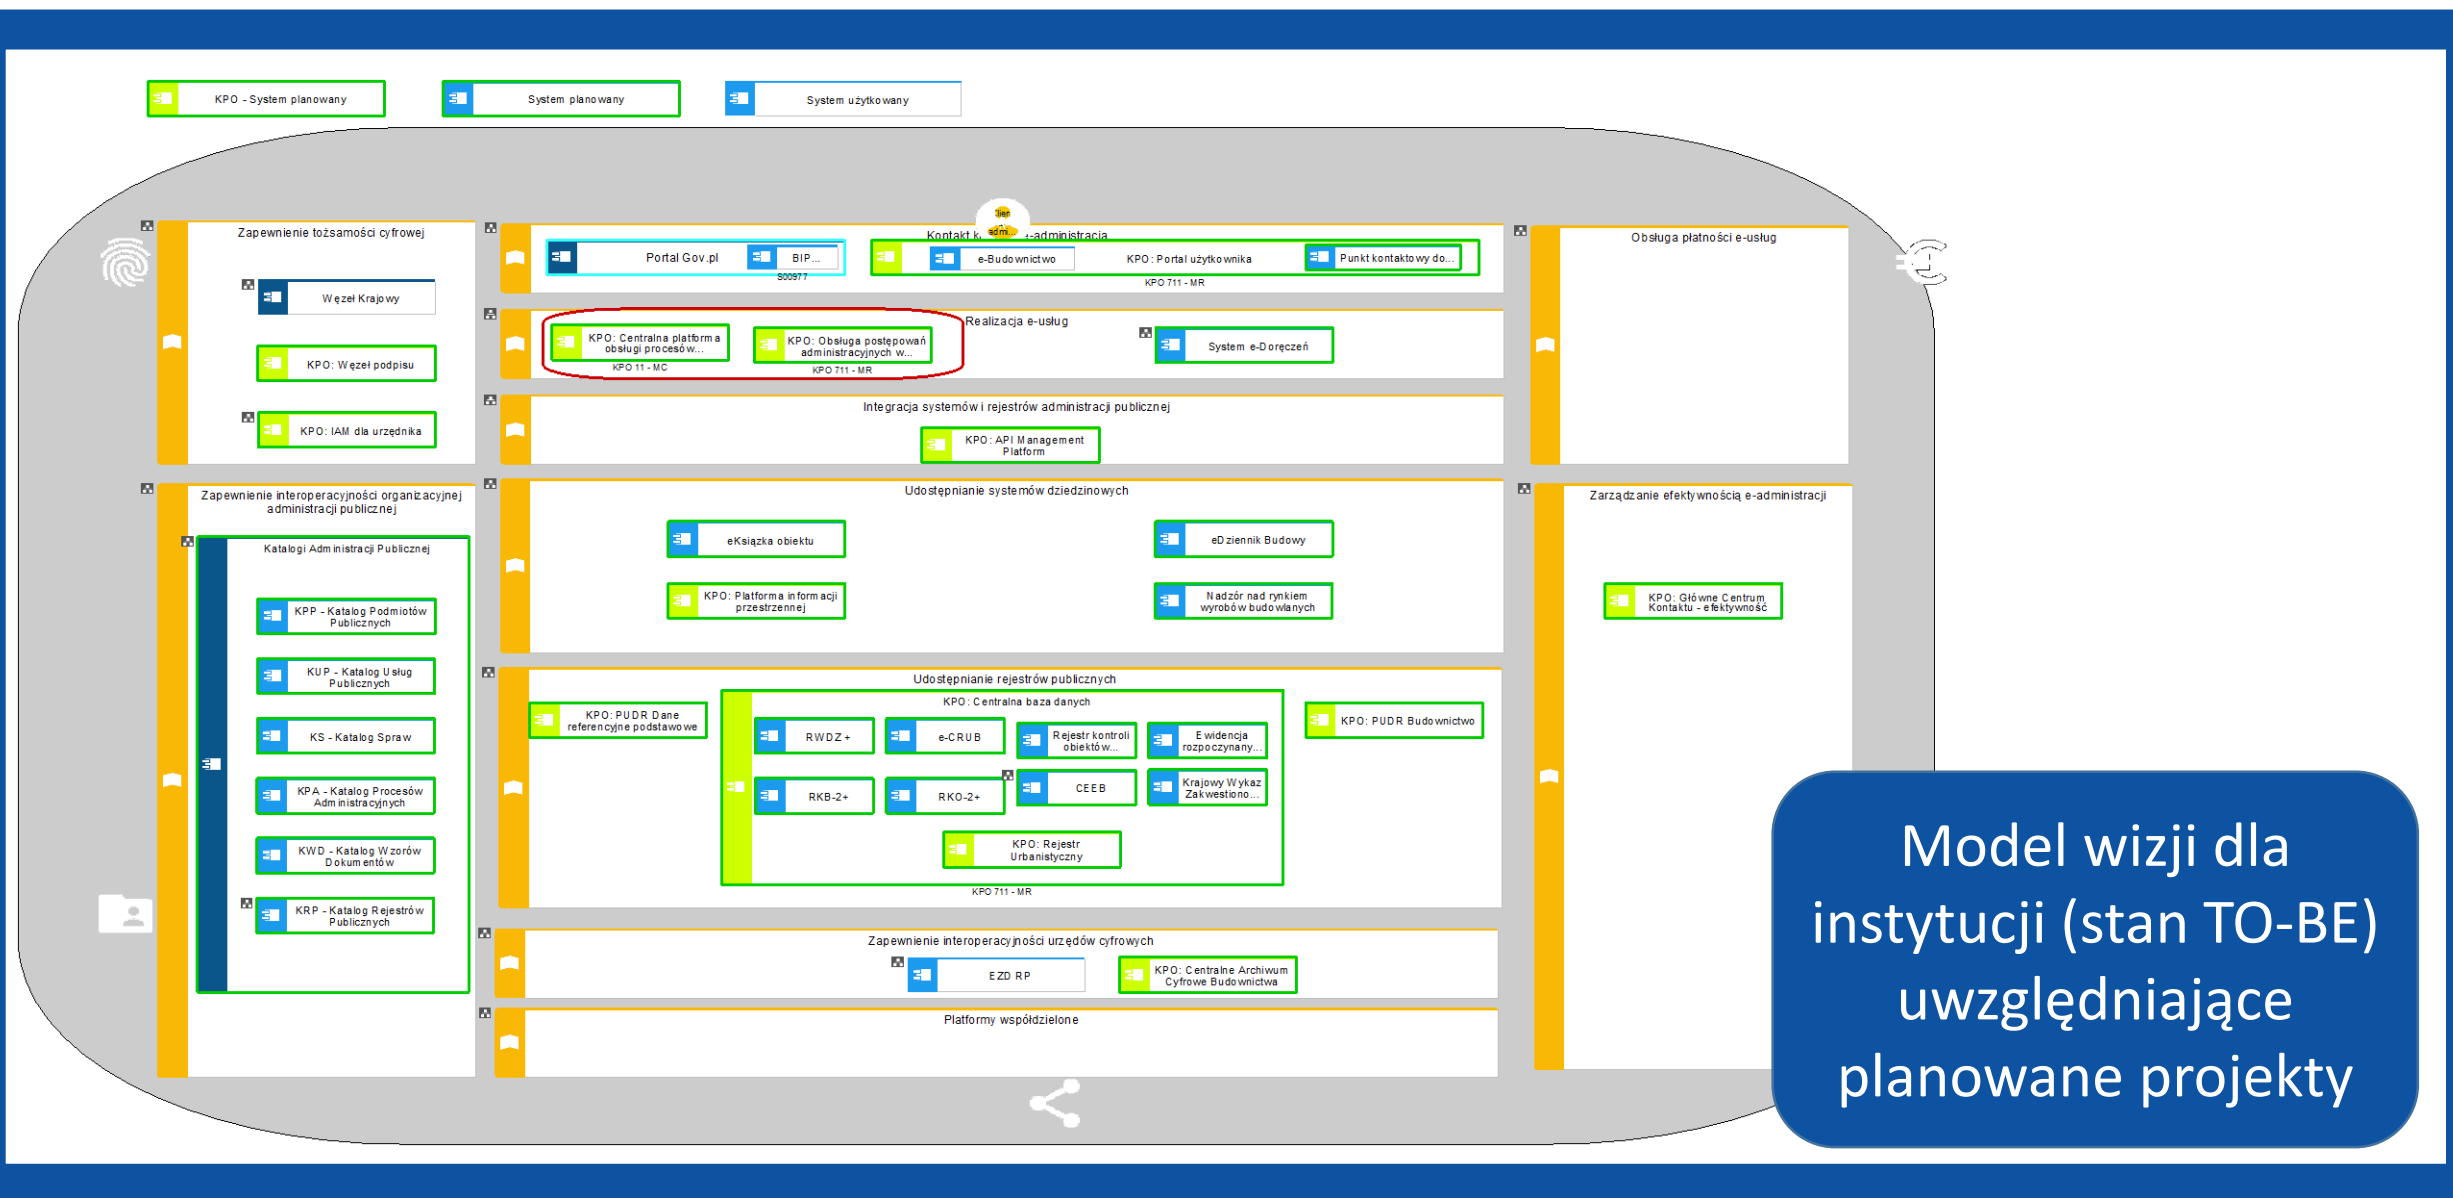 KPO - System planowany
System planowany
System użytkowany
Zapewnienie tożsamości cyfrowej
Węzeł Krajowy
KPO: Węzeł podpisu
KPO: IAM dla urzędnika
Zapewnienie interoperacyjności organizacyjnej
administracji publicznej
Katalogi Administracji Publicznej
KPP - Katalog Podmiotów
Publicznych
KUP - Katalog Usług
Publicznych
KS - Katalog Spraw
KPA - Katalog Procesów
Administracyjnych
KWD - Katalog Wzorów
Dokumentów
KRP - Katalog Rejestrów
Publicznych
Kontakt
-administracja
Portal Gov.pl
BIP...
S00977
e-Budownictwo
KPO: Portal użytkownika
Punkt kontaktowy do...
KPO 711 - MR
Realizacja e-usług
KPO: Centralna platforma
obsługi procesów...
KPO 11 - MC
KPO: Obsługa postępowań
administracyjnych w...
KPO 711 - MR
System e-Doręczeń
Integracja systemów i rejestrów administracji publicznej
KPO: API Management
Platform
Udostępnianie systemów dziedzinowych
eKsiązka obiektu
eDziennik Budowy
KPO: Platforma informacji
przestrzennej
Nadzór nad rynkiem
wyrobów budowlanych
Udostępnianie rejestrów publicznych
KPO: PUDR Dane
referencyjne podstawowe
KPO: Centralna baza danych
RWDZ +
e-CRUB
Rejestr kontroli
obiektów...
Ewidencja
rozpoczynany...
RKB-2+
RKO-2+
CEEB
Krajowy Wykaz
Zakwestiono...
KPO: Rejestr
Urbanistyczny
KPO 711 - MR
KPO: PUDR Budownictwo
Zapewnienie interoperacyjności urzędów cyfrowych
EZD RP
KPO: Centralne Archiwum
Cyfrowe Budownictwa
Platformy współdzielone
Obsługa płatności e-usług
Zarządzanie efektywnością e-administracji
KPO: Główne Centrum
Kontaktu - efektywność
Model wizji dla
instytucji (stan TO-BE)
uwzględniające
planowane projekty